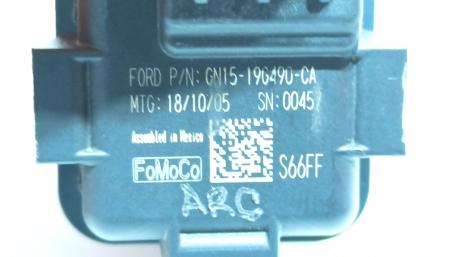 FORD P/N: GN15-19G490-CA
MTG: 18/10/05 SN: 00457
Assembled in Mexico
FoMoCo S66FF
ARC